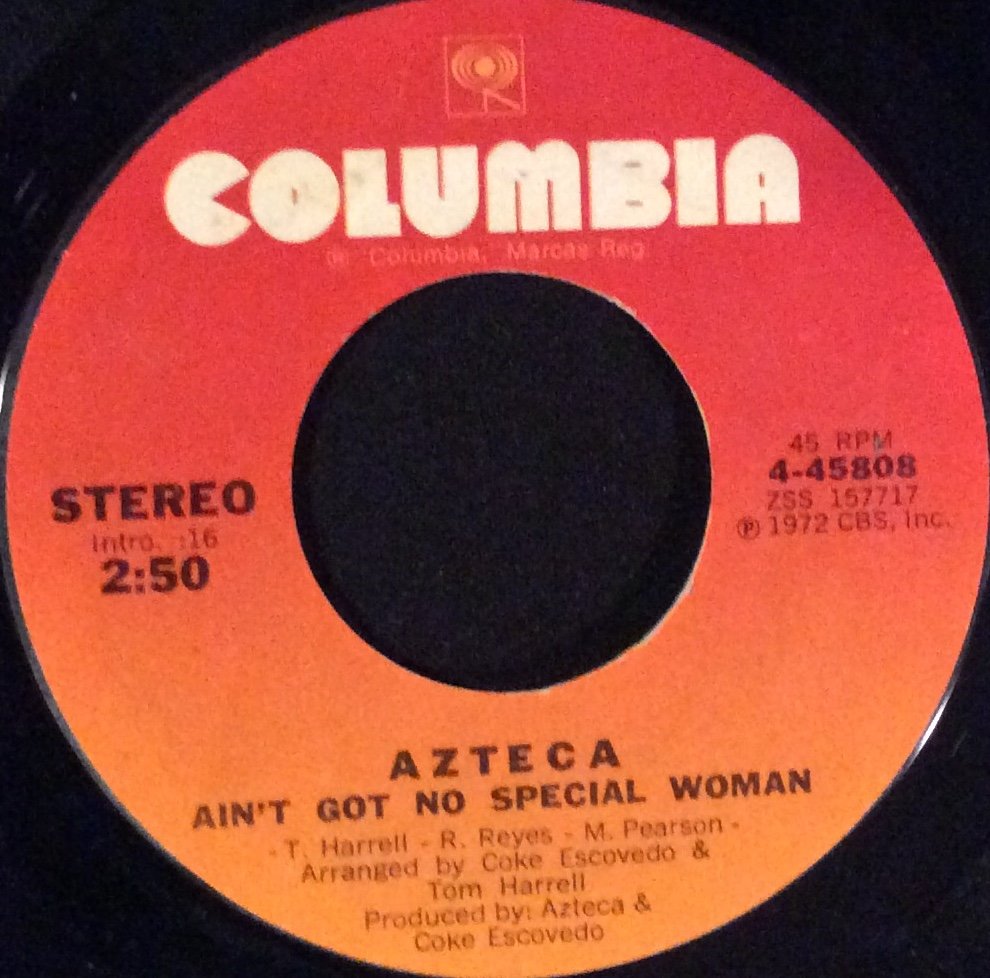 COLUMBIA
® "Columbia," Marcas Reg.
STEREO
Intro. :16
2:50
45 RPM
4-45808
ZSS 157717
℗ 1972 CBS, Inc.
AZTECA
AIN'T GOT NO SPECIAL WOMAN
- T. Harrell - R. Reyes - M. Pearson -
Arranged by Coke Escovedo &
Tom Harrell
Produced by: Azteca &
Coke Escovedo